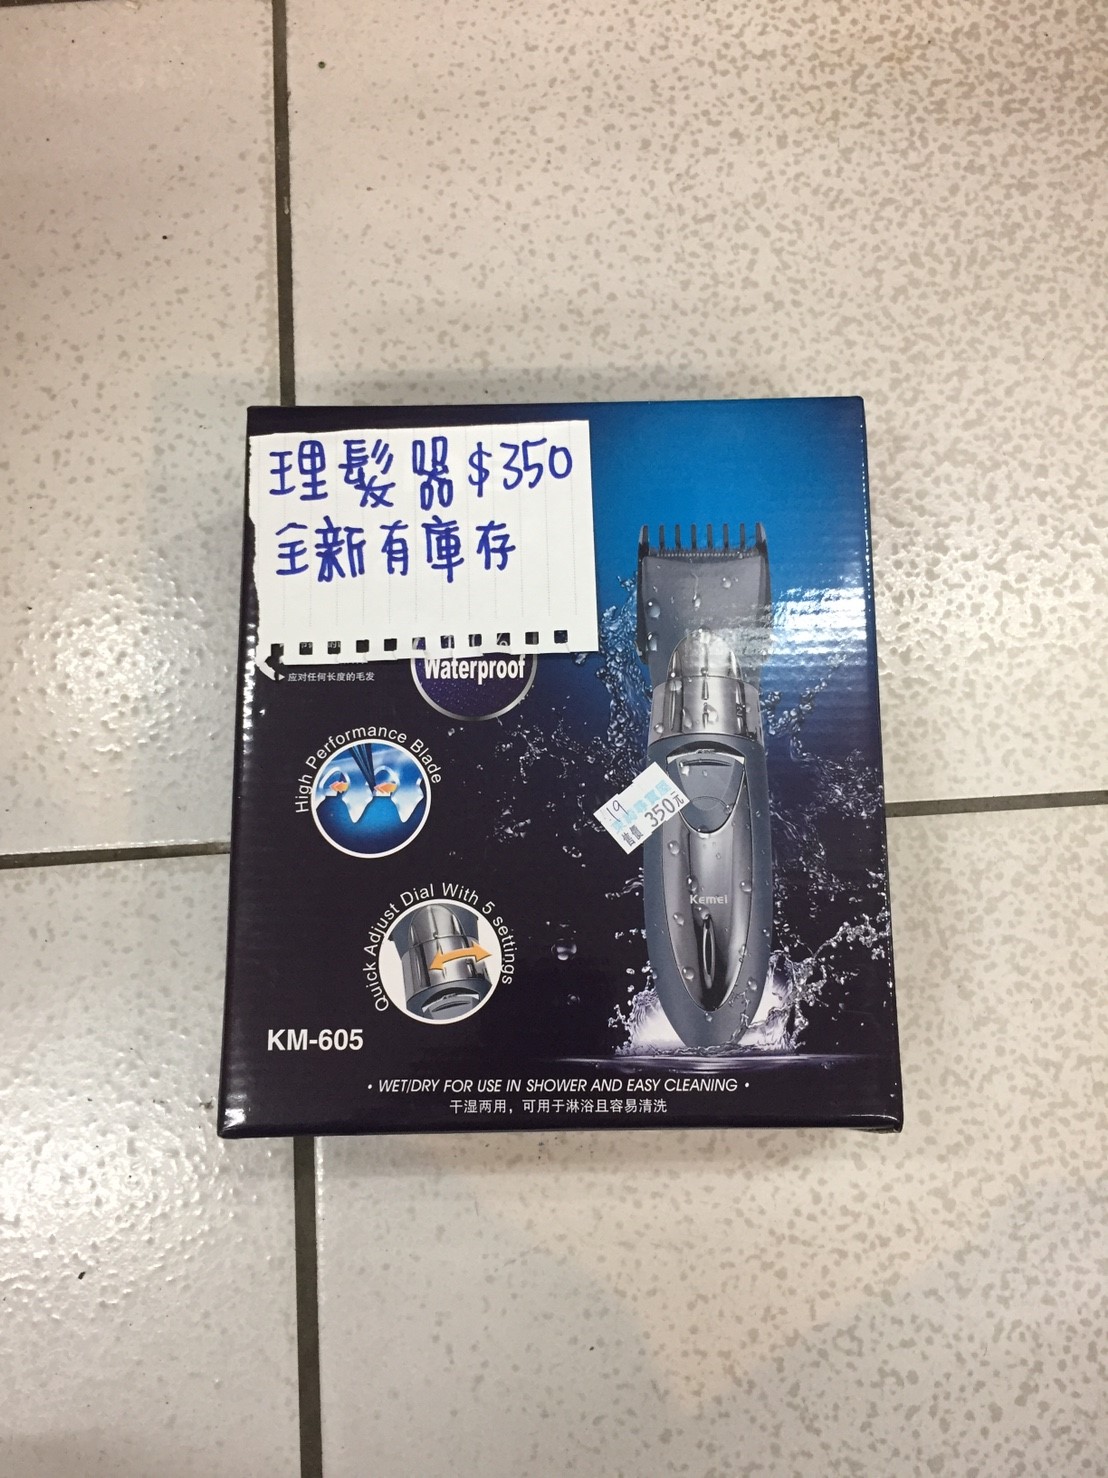 理髮器$350
全新有庫存
▶应对任何长度的毛发
Waterproof
High Performance Blade
19
售價 350元
Kemei
Quick Adjust Dial With 5 settings
KM-605
• WET/DRY FOR USE IN SHOWER AND EASY CLEANING •
干湿两用，可用于淋浴且容易清洗